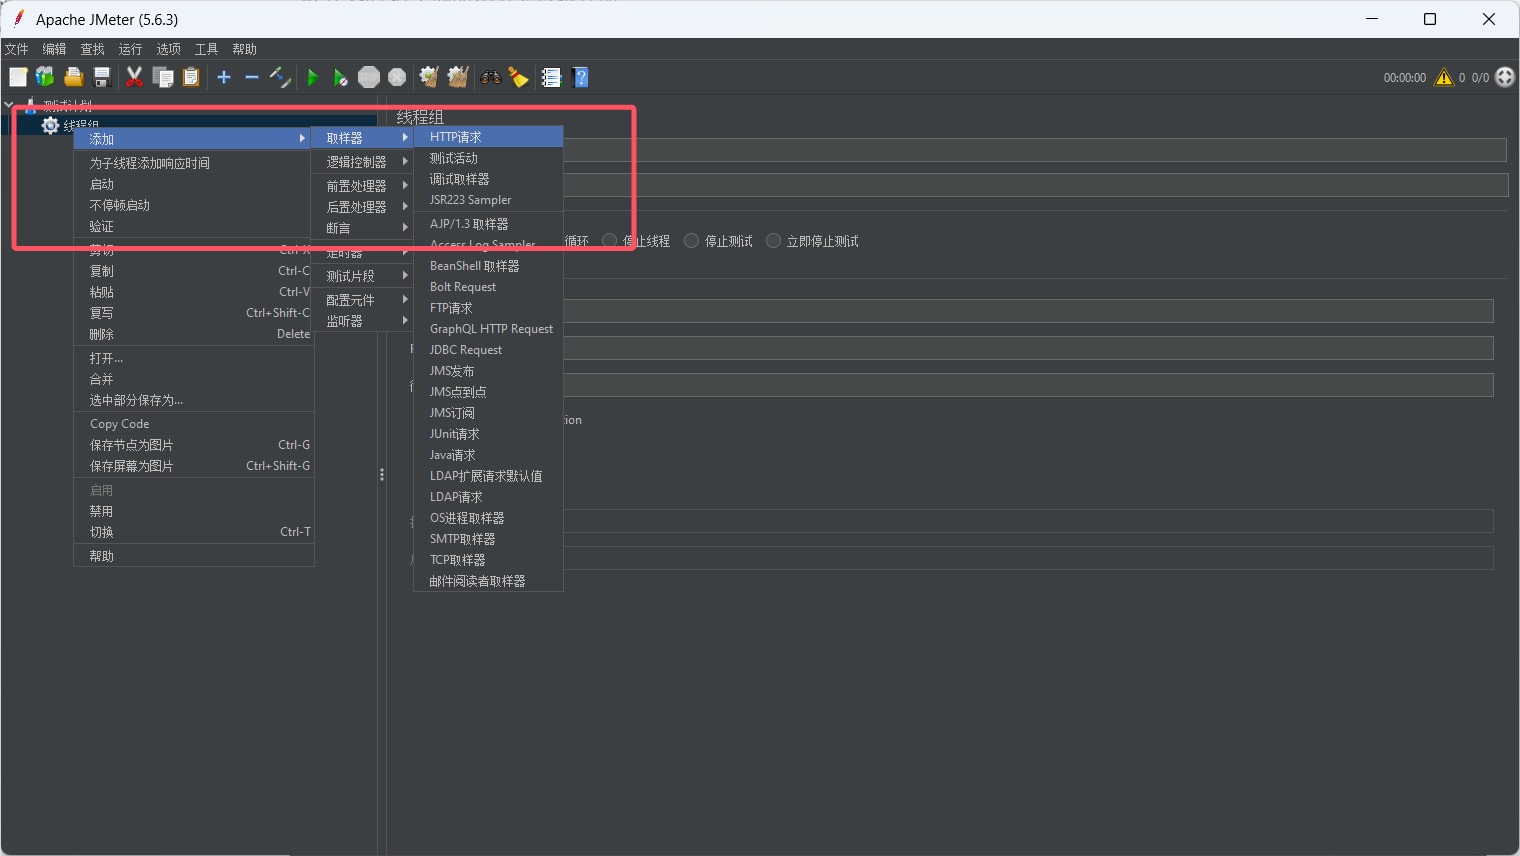 Apache JMeter (5.6.3)
文件 编辑 查找 运行 选项 工具 帮助
STOP
00:00:00 0 0/0
测试计划
线程组
线程组
添加
为子线程添加响应时间
启动
不停顿启动
验证
剪切 Ctrl-X
复制 Ctrl-C
粘贴 Ctrl-V
复写 Ctrl+Shift-C
删除 Delete
打开...
合并
选中部分保存为...
Copy Code
保存节点为图片 Ctrl-G
保存屏幕为图片 Ctrl+Shift-G
启用
禁用
切换 Ctrl-T
帮助
取样器
逻辑控制器
前置处理器
后置处理器
断言
定时器
测试片段
配置元件
监听器
HTTP请求
测试活动
调试取样器
JSR223 Sampler
AJP/1.3 取样器
Access Log Sampler
BeanShell 取样器
Bolt Request
FTP请求
GraphQL HTTP Request
JDBC Request
JMS发布
JMS点到点
JMS订阅
JUnit请求
Java请求
LDAP扩展请求默认值
LDAP请求
OS进程取样器
SMTP取样器
TCP取样器
邮件阅读者取样器
循环 停止线程 停止测试 立即停止测试
tion